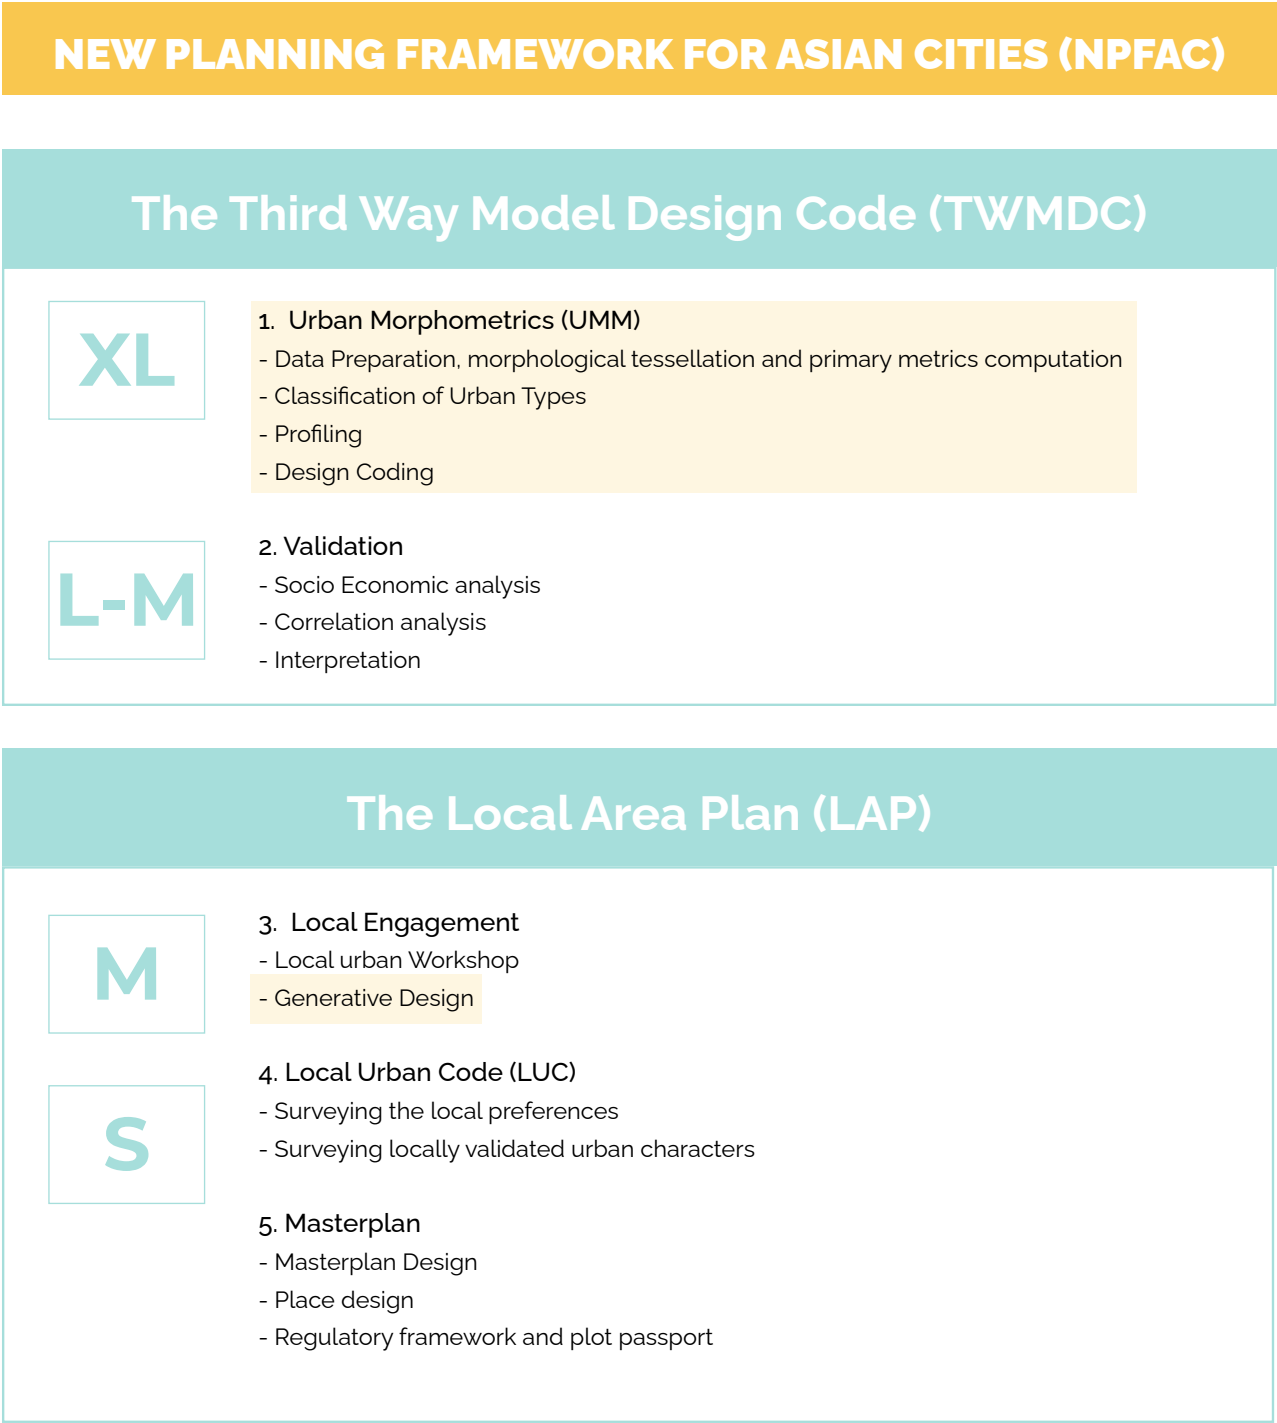 NEW PLANNING FRAMEWORK FOR ASIAN CITIES (NPFAC)
The Third Way Model Design Code (TWMDC)
XL
1. Urban Morphometrics (UMM)
- Data Preparation, morphological tessellation and primary metrics computation
- Classification of Urban Types
- Profiling
- Design Coding
L-M
2. Validation
- Socio Economic analysis
- Correlation analysis
- Interpretation
The Local Area Plan (LAP)
M
3. Local Engagement
- Local urban Workshop
- Generative Design
S
4. Local Urban Code (LUC)
- Surveying the local preferences
- Surveying locally validated urban characters
5. Masterplan
- Masterplan Design
- Place design
- Regulatory framework and plot passport